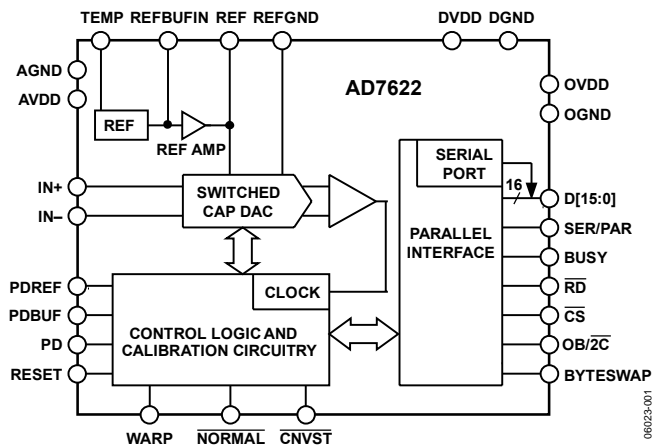 TEMP REFBUFIN REF REFGND DVDD DGND
AGND
AVDD
AD7622
OVDD
OGND
REF
REF AMP
IN+
IN–
SWITCHED
CAP DAC
SERIAL
PORT
16
D[15:0]
SER/PAR
BUSY
RD
CS
OB/2C
BYTESWAP
PARALLEL
INTERFACE
PDREF
PDBUF
PD
RESET
CLOCK
CONTROL LOGIC AND
CALIBRATION CIRCUITRY
WARP NORMAL CNVST
06023-001